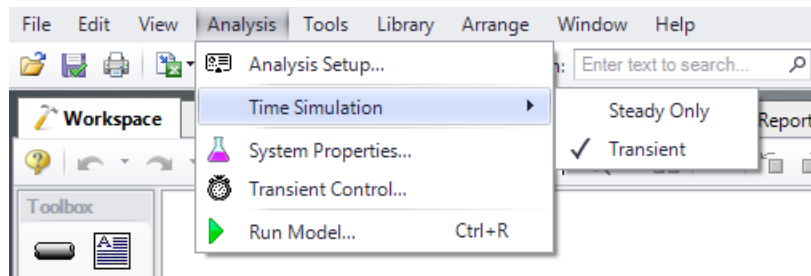 File Edit View Analysis Tools Library Arrange Window Help
Analysis Setup...
Enter text to search...
Time Simulation
Steady Only
Workspace
Report
System Properties...
Transient
Transient Control...
Toolbox
Run Model... Ctrl+R
A